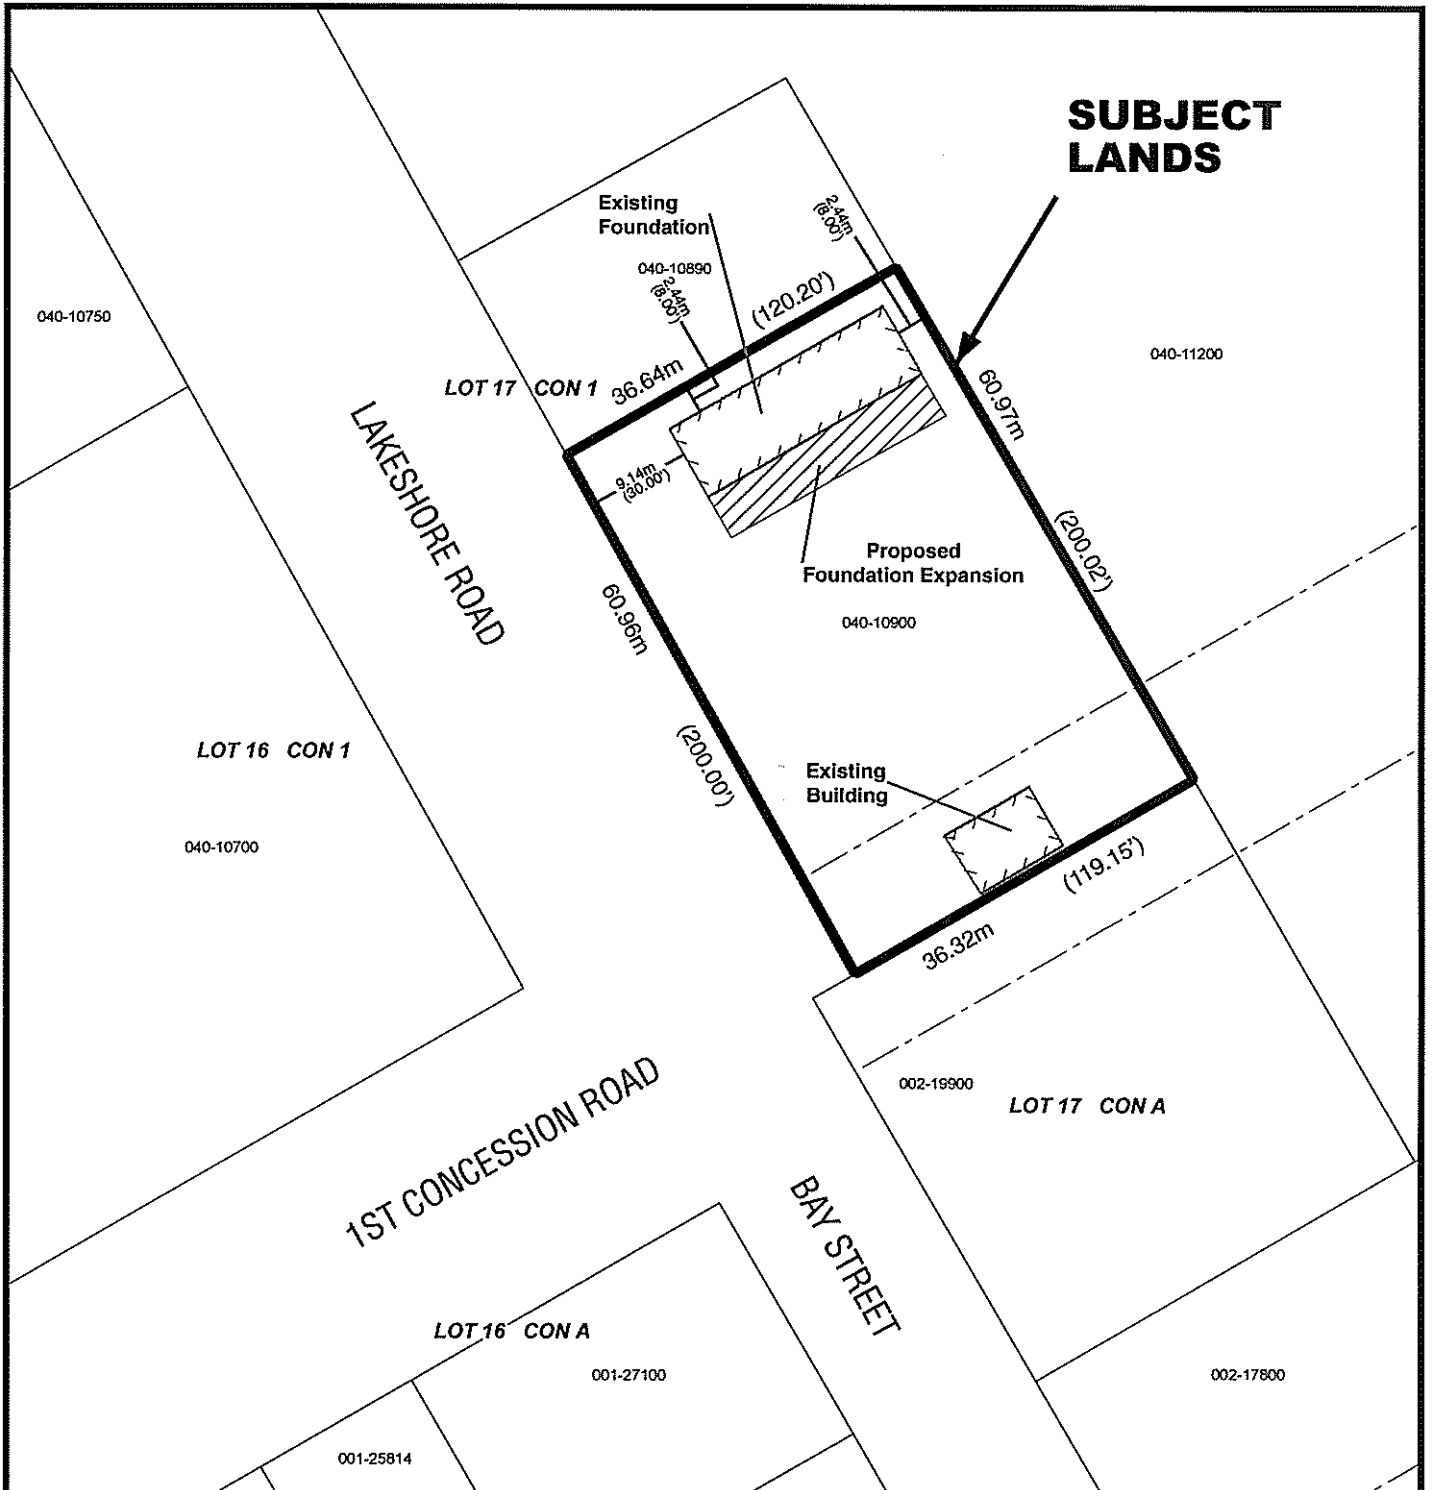 SUBJECT
LANDS
Existing
Foundation
2.44m
(8.00')
040-10890
2.44m
(8.00')
(120.20')
040-10750
040-11200
LOT 17 CON 1
36.64m
60.97m
LAKESHORE ROAD
9.14m
(30.00')
(200.02')
Proposed
Foundation Expansion
60.96m
040-10900
LOT 16 CON 1
(200.00')
Existing
Building
040-10700
(119.15')
36.32m
002-19900
LOT 17 CON A
1ST CONCESSION ROAD
BAY STREET
LOT 16 CON A
001-27100
002-17800
001-25814